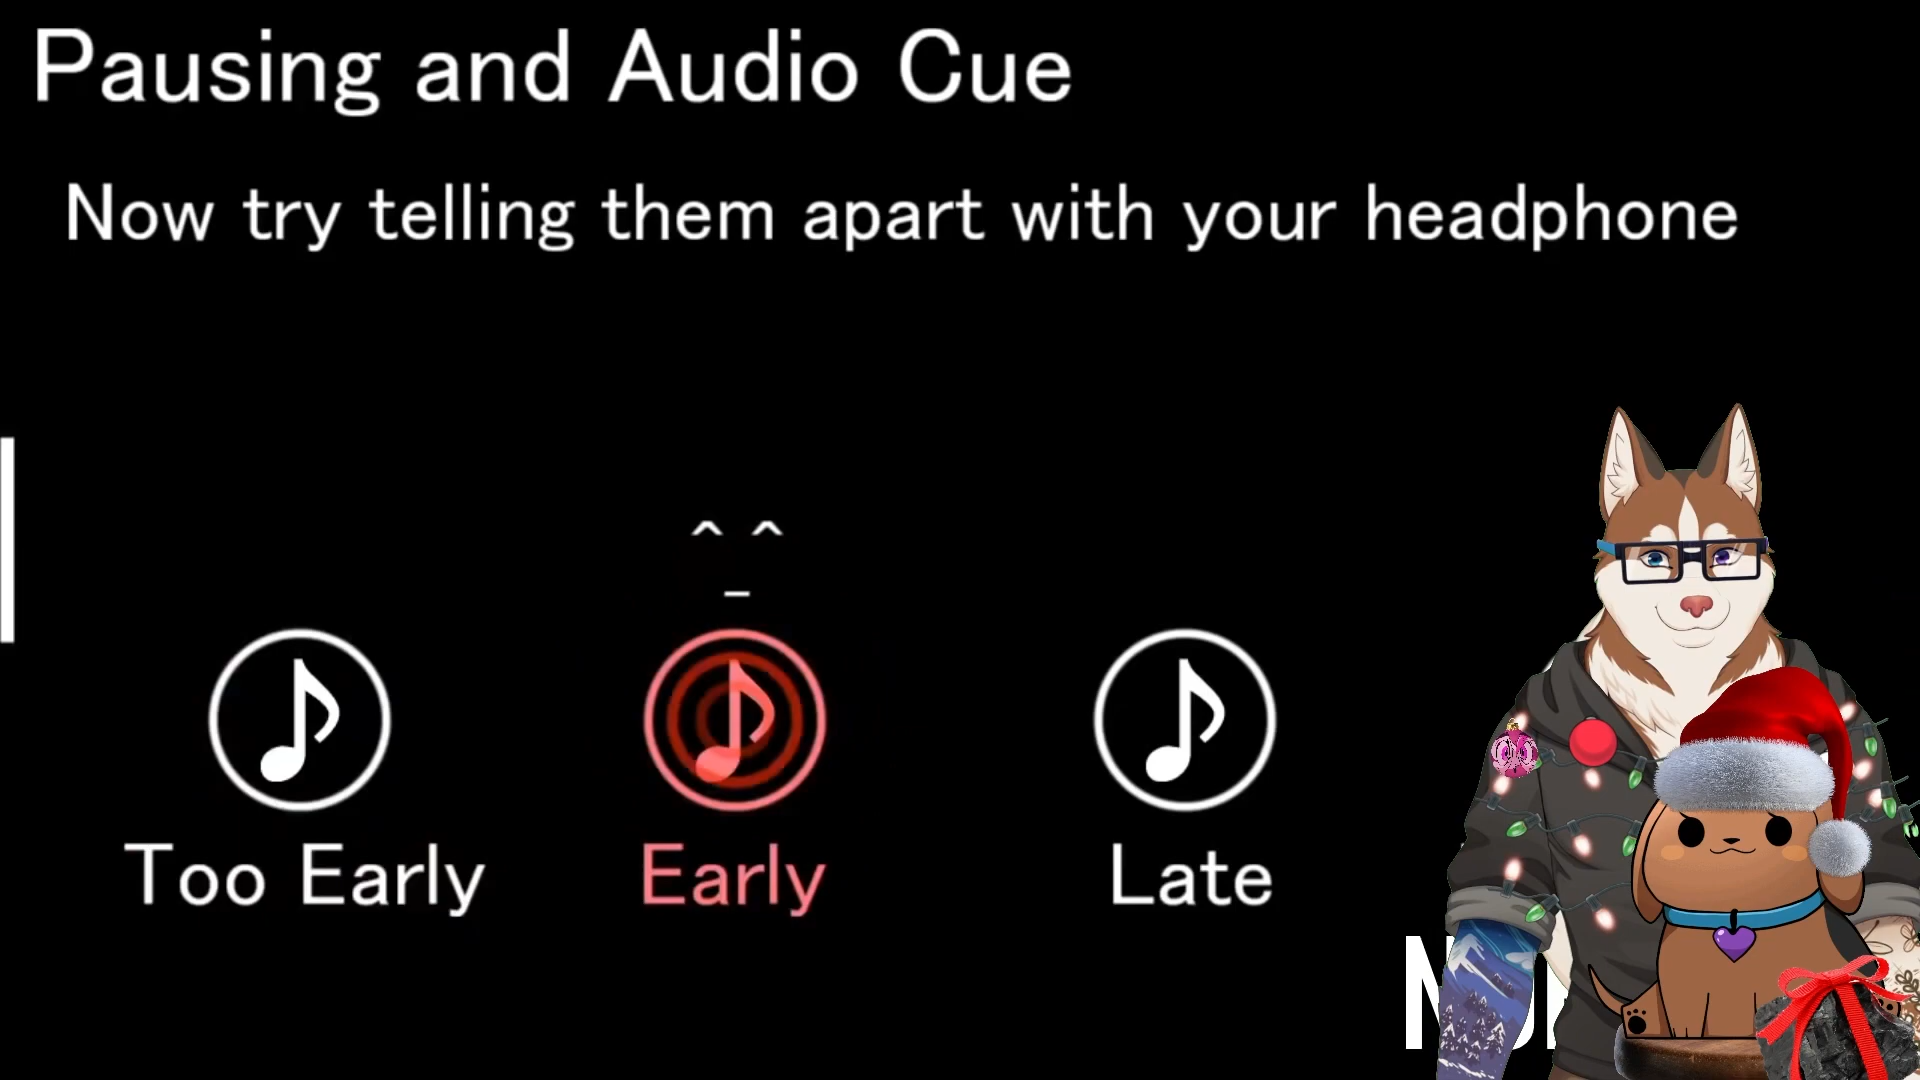 Pausing and Audio Cue
Now try telling them apart with your headphone
^ ^
-
Too Early
Early
Late